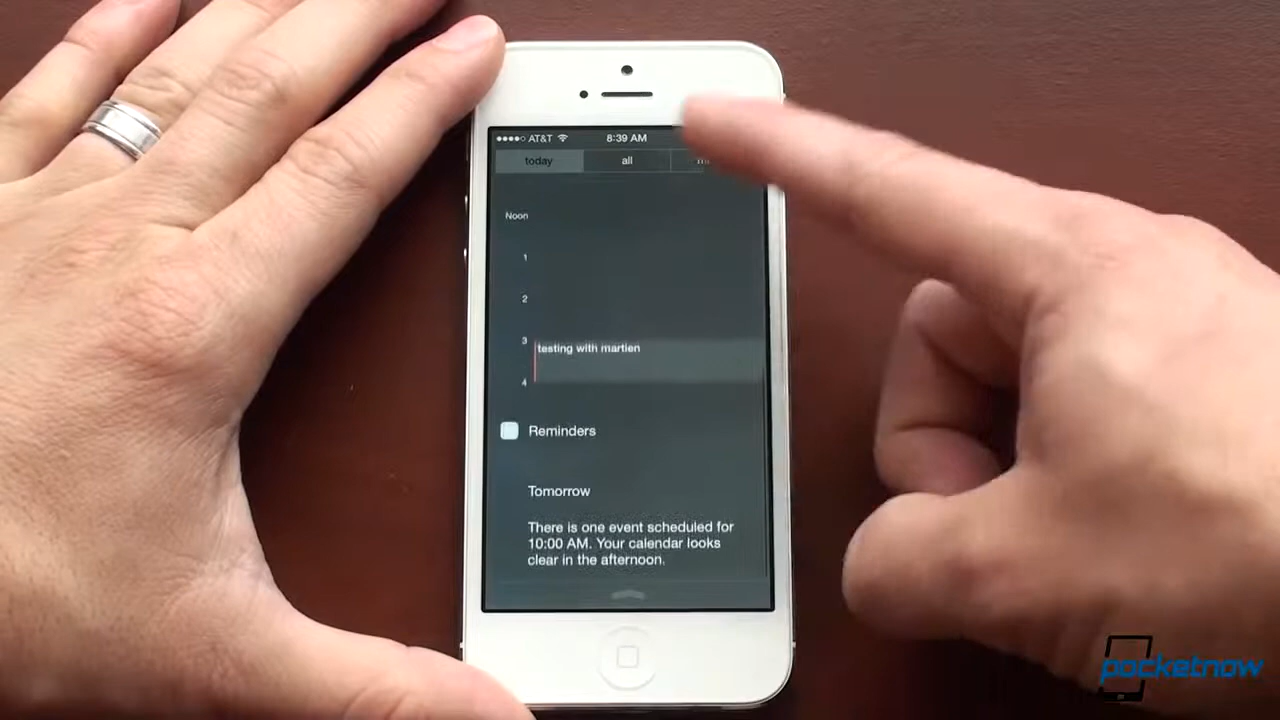 AT&T 8:39 AM
today all
Noon
1
2
3 testing with martien
4
Reminders
Tomorrow
There is one event scheduled for
10:00 AM. Your calendar looks
clear in the afternoon.
pocketnow